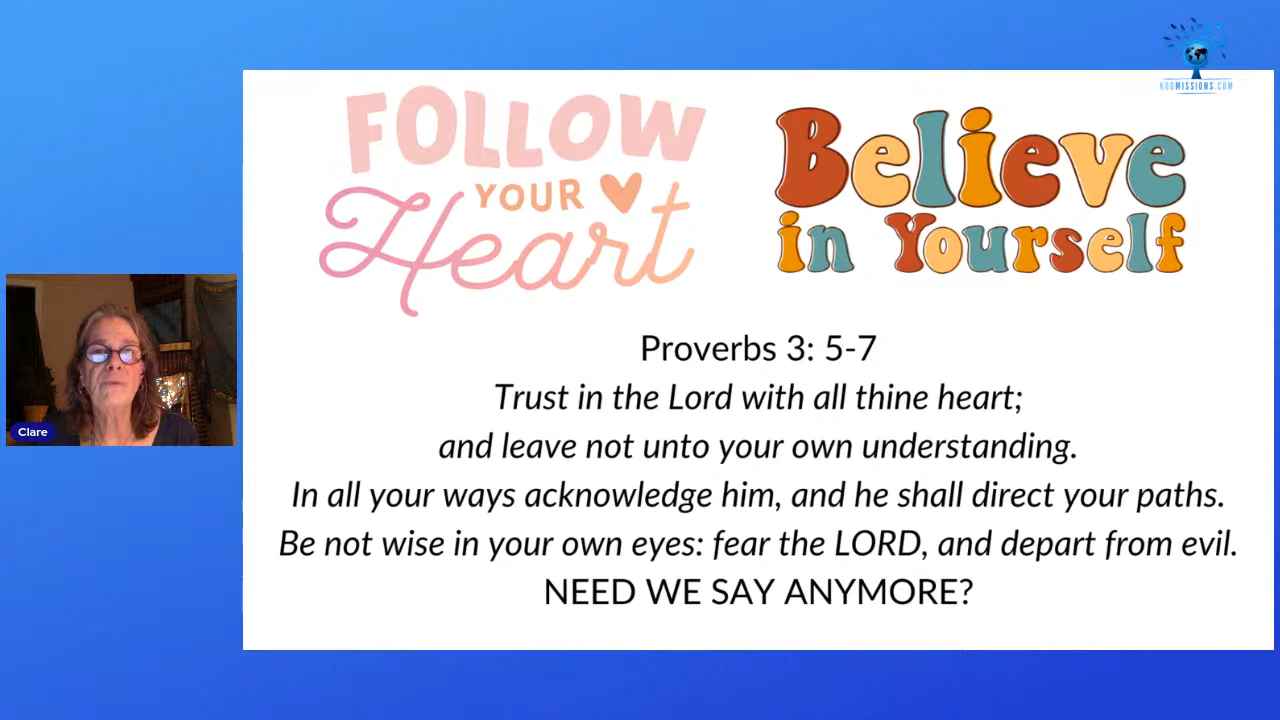 KOGMISSIONS.COM
FOLLOW
YOUR
Heart
Believe
in Yourself
Proverbs 3: 5-7
Trust in the Lord with all thine heart;
and leave not unto your own understanding.
In all your ways acknowledge him, and he shall direct your paths.
Be not wise in your own eyes: fear the LORD, and depart from evil.
NEED WE SAY ANYMORE?
Clare